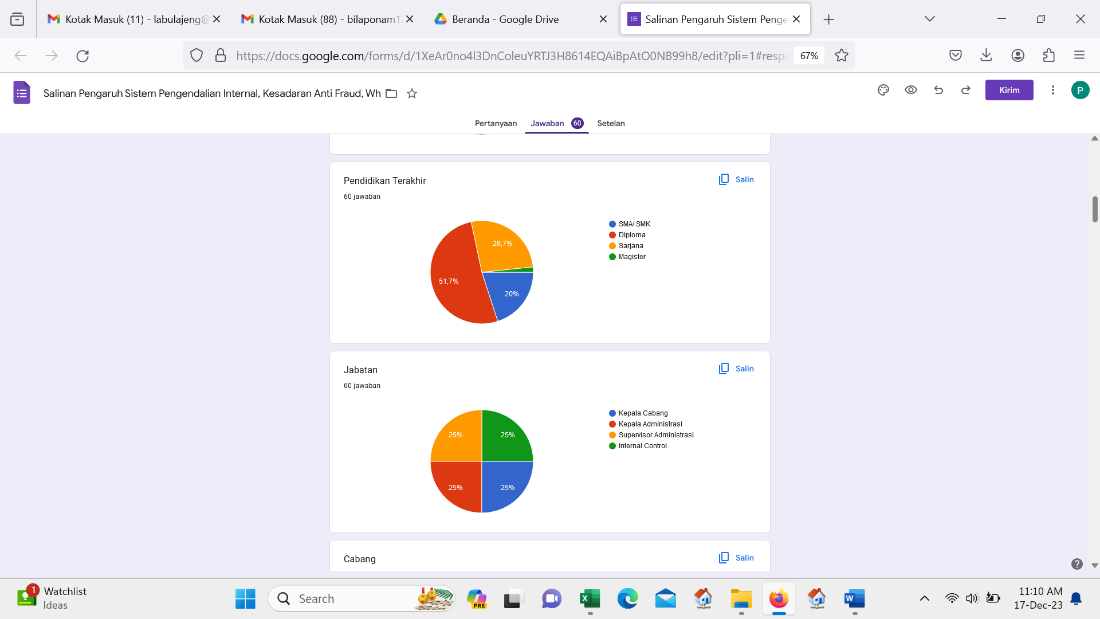 Kotak Masuk (11) - labulajeng@
Kotak Masuk (88) - bilaponam1
Beranda - Google Drive
Salinan Pengaruh Sistem Penge
https://docs.google.com/forms/d/1XeAr0no4l3DnColeuYRTJ3H8614EQAiBpAtO0NB99h8/edit?pli=1#resp
67%
Salinan Pengaruh Sistem Pengendalian Internal, Kesadaran Anti Fraud, Wh
Kirim
P
Pertanyaan
Jawaban 60
Setelan
Pendidikan Terakhir
Salin
60 jawaban
SMA/ SMK
Diploma
Sarjana
Magister
26,7%
51,7%
20%
Jabatan
Salin
60 jawaban
Kepala Cabang
Kepala Administrasi
Supervisor Administrasi
Internal Control
25%
25%
25%
25%
Cabang
Salin
1
Watchlist
Ideas
Search
PRE
11:10 AM
17-Dec-23